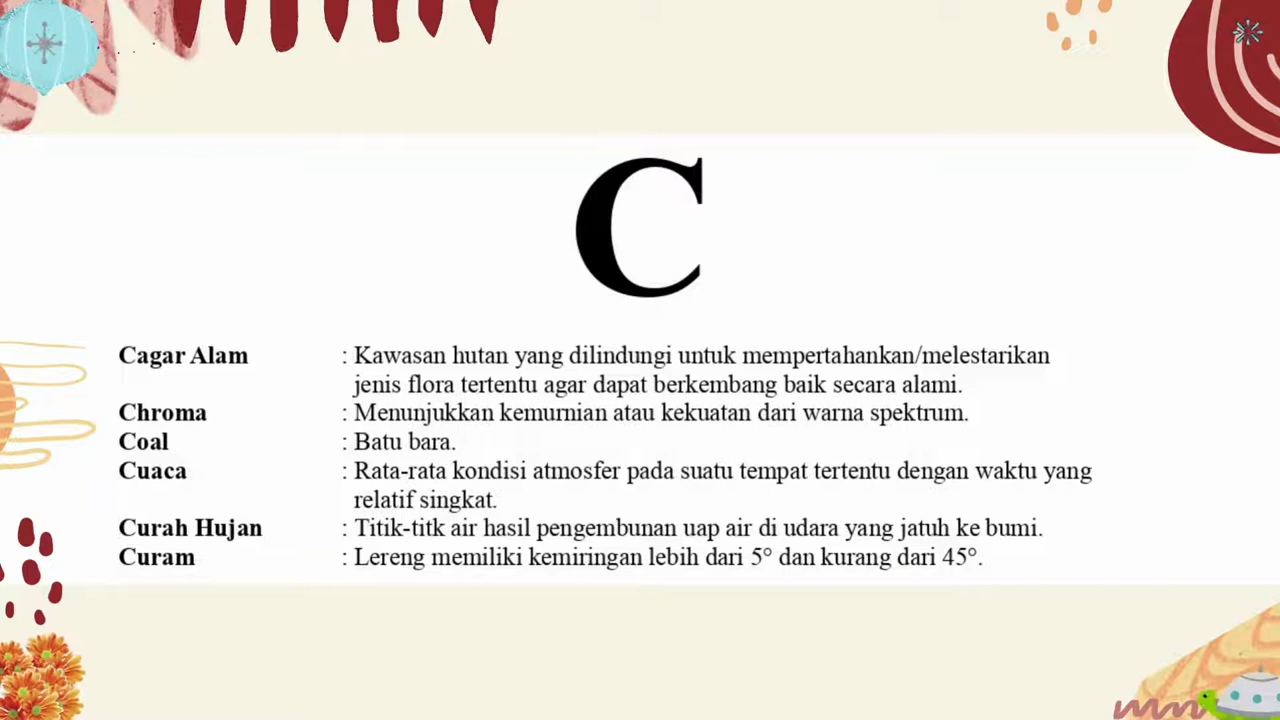 C
Cagar Alam : Kawasan hutan yang dilindungi untuk mempertahankan/melestarikan
jenis flora tertentu agar dapat berkembang baik secara alami.
Chroma : Menunjukkan kemurnian atau kekuatan dari warna spektrum.
Coal : Batu bara.
Cuaca : Rata-rata kondisi atmosfer pada suatu tempat tertentu dengan waktu yang
relatif singkat.
Curah Hujan : Titik-titk air hasil pengembunan uap air di udara yang jatuh ke bumi.
Curam : Lereng memiliki kemiringan lebih dari 5° dan kurang dari 45°.